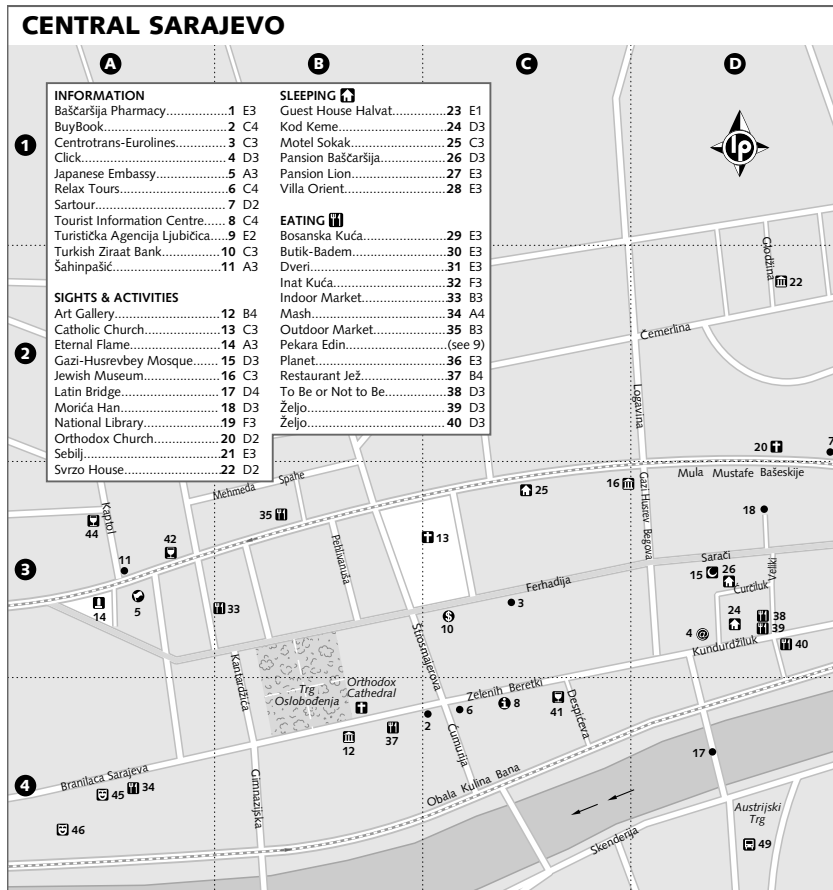 CENTRAL SARAJEVO
A B C D
INFORMATION
Baščaršija Pharmacy..................1 E3
BuyBook..................2 C4
Centrotrans-Eurolines..................3 C3
Click..................4 D3
Japanese Embassy..................5 A3
Relax Tours..................6 C4
Sartour..................7 D2
Tourist Information Centre..................8 C4
Turistička Agencija Ljubičica..................9 E2
Turkish Ziraat Bank..................10 C3
Šahinpašić..................11 A3
SIGHTS & ACTIVITIES
Art Gallery..................12 B4
Catholic Church..................13 C3
Eternal Flame..................14 A3
Gazi-Husrevbey Mosque..................15 D3
Jewish Museum..................16 C3
Latin Bridge..................17 D4
Morića Han..................18 D3
National Library..................19 F3
Orthodox Church..................20 D2
Sebilj..................21 E3
Svrzo House..................22 D2
SLEEPING
Guest House Halvat..................23 E1
Kod Keme..................24 D3
Motel Sokak..................25 C3
Pansion Baščaršija..................26 D3
Pansion Lion..................27 E3
Villa Orient..................28 E3
EATING
Bosanska Kuća..................29 E3
Butik-Badem..................30 E3
Dveri..................31 E3
Inat Kuća..................32 F3
Indoor Market..................33 B3
Mash..................34 A4
Outdoor Market..................35 B3
Pekara Edin..................(see 9)
Planet..................36 E3
Restaurant Jež..................37 B4
To Be or Not to Be..................38 D3
Željo..................39 D3
Željo..................40 D3
1
lp
Glodžina
22
2
Čemerlina
Logavina
20
7
Mula Mustafe Bašeskije
Mehmeda Spahe
25
16
Gazi Husrev Begova
18
Kaptol
44
42
35
Pehlivanuša
13
3
11
Sarači
15
26
Veliki
Ćurčiluk
Ferhadija
3
14
5
33
10
24
38
39
4 @
Kundurdžiluk
40
Štiosmajerova
Kantardžića
Trg
Oslobođenja
Orthodox
Cathedral
Zelenih Beretki
6
8
41
Despićeva
12
37
2
Čumurija
17
4
Branilaca Sarajeva
45
34
Gimnazijska
Obala Kulina Bana
46
Skenderija
Austrijski
Trg
49